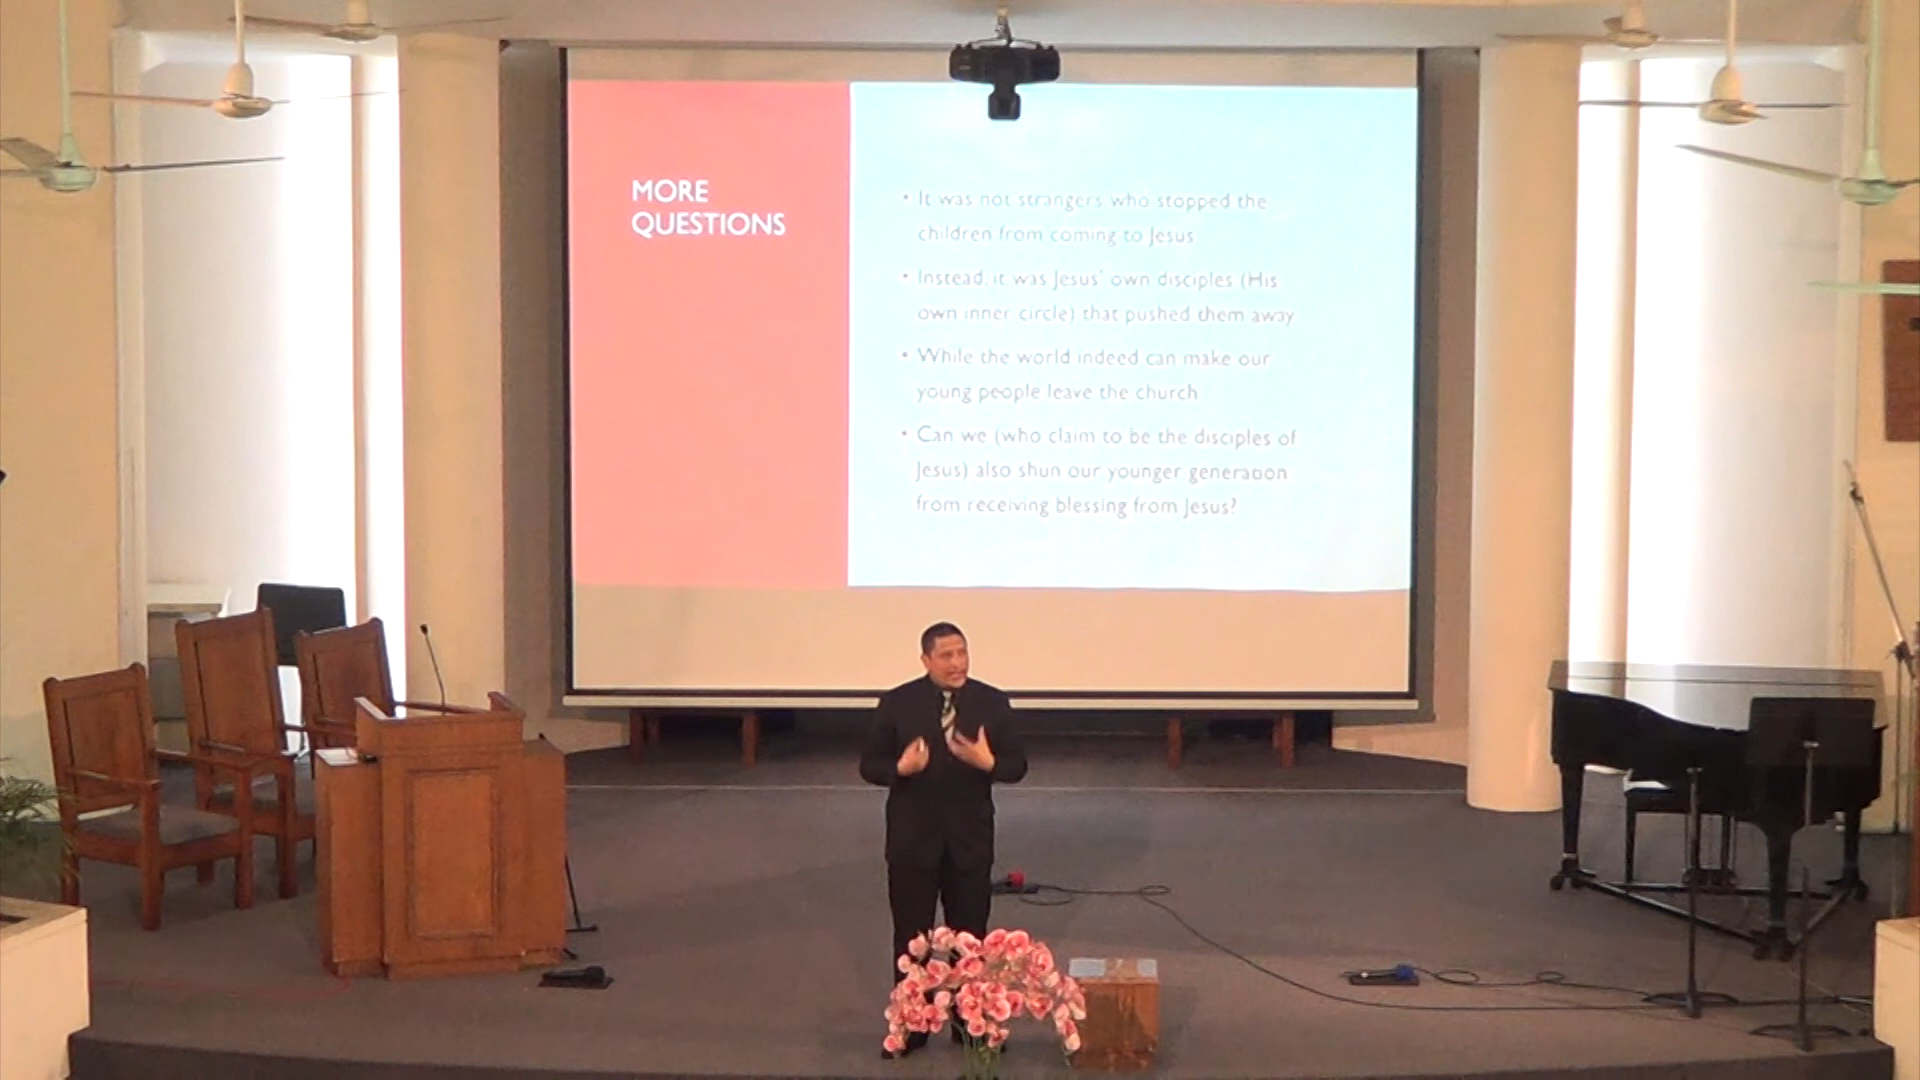 MORE
QUESTIONS
• It was not strangers who stopped the
children from coming to Jesus
• Instead, it was Jesus' own disciples (His
own inner circle) that pushed them away
• While the world indeed can make our
young people leave the church
• Can we (who claim to be the disciples of
Jesus) also shun our younger generation
from receiving blessing from Jesus?